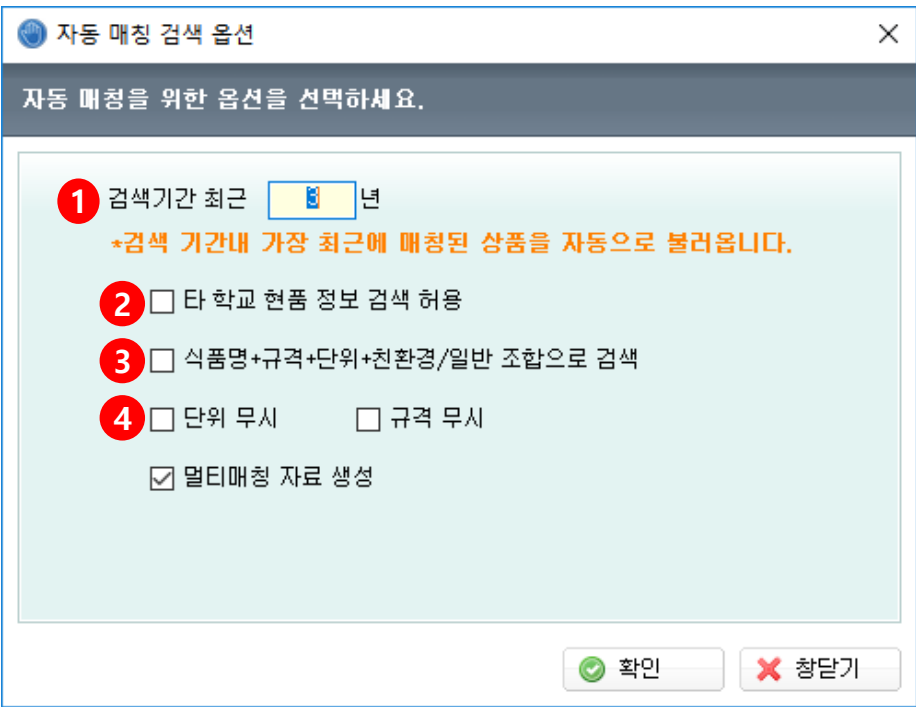 자동 매칭 검색 옵션
자동 매칭을 위한 옵션을 선택하세요.
1 검색기간 최근 3 년
*검색 기간내 가장 최근에 매칭된 상품을 자동으로 불러옵니다.
2 타 학교 현품 정보 검색 허용
3 식품명+규격+단위+친환경/일반 조합으로 검색
4 단위 무시 규격 무시
멀티매칭 자료 생성
확인 창닫기